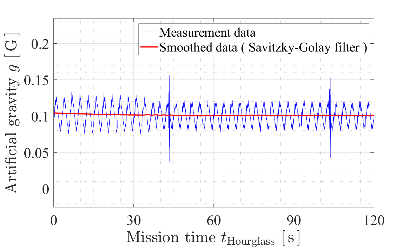 0.2
0.15
0.1
0.05
0
0
30
60
90
120
Artificial gravity g [ G ]
Measurement data
Smoothed data ( Savitzky-Golay filter )
Mission time tHourglass [ s ]